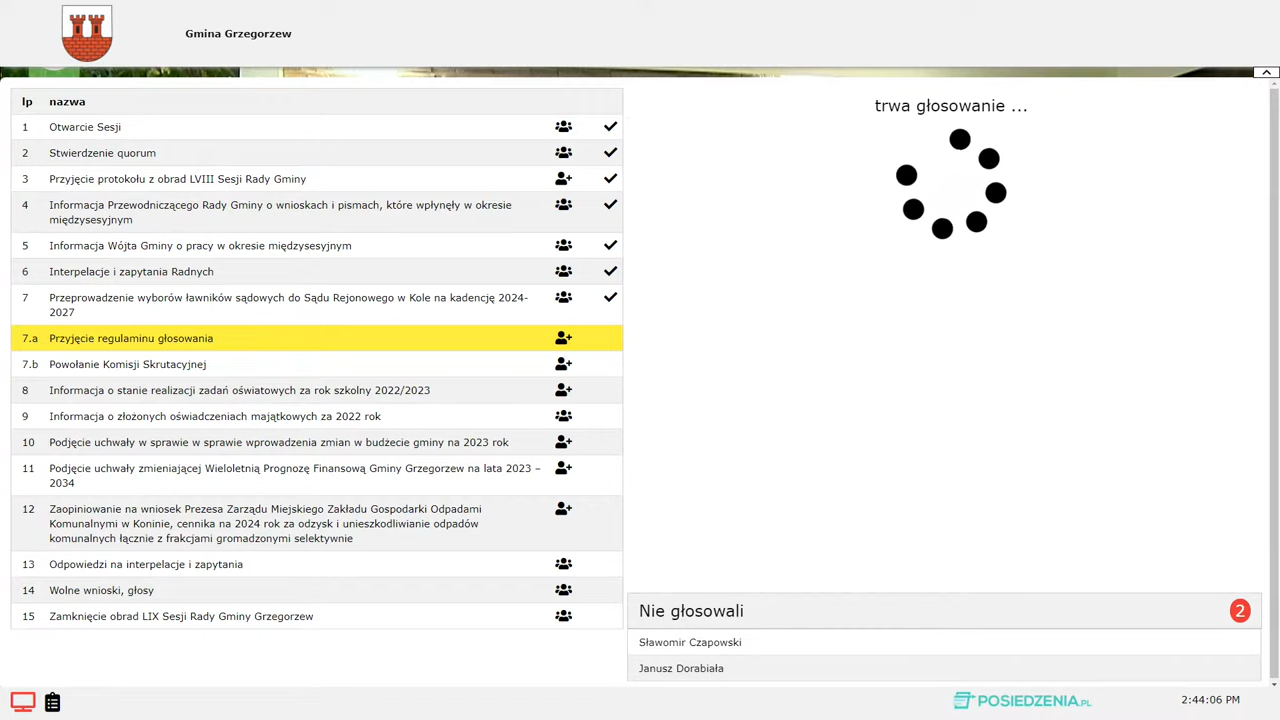 Gmina Grzegorzew
lp nazwa
1 Otwarcie Sesji
2 Stwierdzenie quorum
3 Przyjęcie protokołu z obrad LVIII Sesji Rady Gminy
4 Informacja Przewodniczącego Rady Gminy o wnioskach i pismach, które wpłynęły w okresie
międzysesyjnym
5 Informacja Wójta Gminy o pracy w okresie międzysesyjnym
6 Interpelacje i zapytania Radnych
7 Przeprowadzenie wyborów ławników sądowych do Sądu Rejonowego w Kole na kadencję 2024-
2027
7.a Przyjęcie regulaminu głosowania
7.b Powołanie Komisji Skrutacyjnej
8 Informacja o stanie realizacji zadań oświatowych za rok szkolny 2022/2023
9 Informacja o złożonych oświadczeniach majątkowych za 2022 rok
10 Podjęcie uchwały w sprawie w sprawie wprowadzenia zmian w budżecie gminy na 2023 rok
11 Podjęcie uchwały zmieniającej Wieloletnią Prognozę Finansową Gminy Grzegorzew na lata 2023 –
2034
12 Zaopiniowanie na wniosek Prezesa Zarządu Miejskiego Zakładu Gospodarki Odpadami
Komunalnymi w Koninie, cennika na 2024 rok za odzysk i unieszkodliwianie odpadów
komunalnych łącznie z frakcjami gromadzonymi selektywnie
13 Odpowiedzi na interpelacje i zapytania
14 Wolne wnioski, głosy
15 Zamknięcie obrad LIX Sesji Rady Gminy Grzegorzew
trwa głosowanie ...
Nie głosowali 2
Sławomir Czapowski
Janusz Dorabiała
POSIEDZENIA.PL
2:44:06 PM